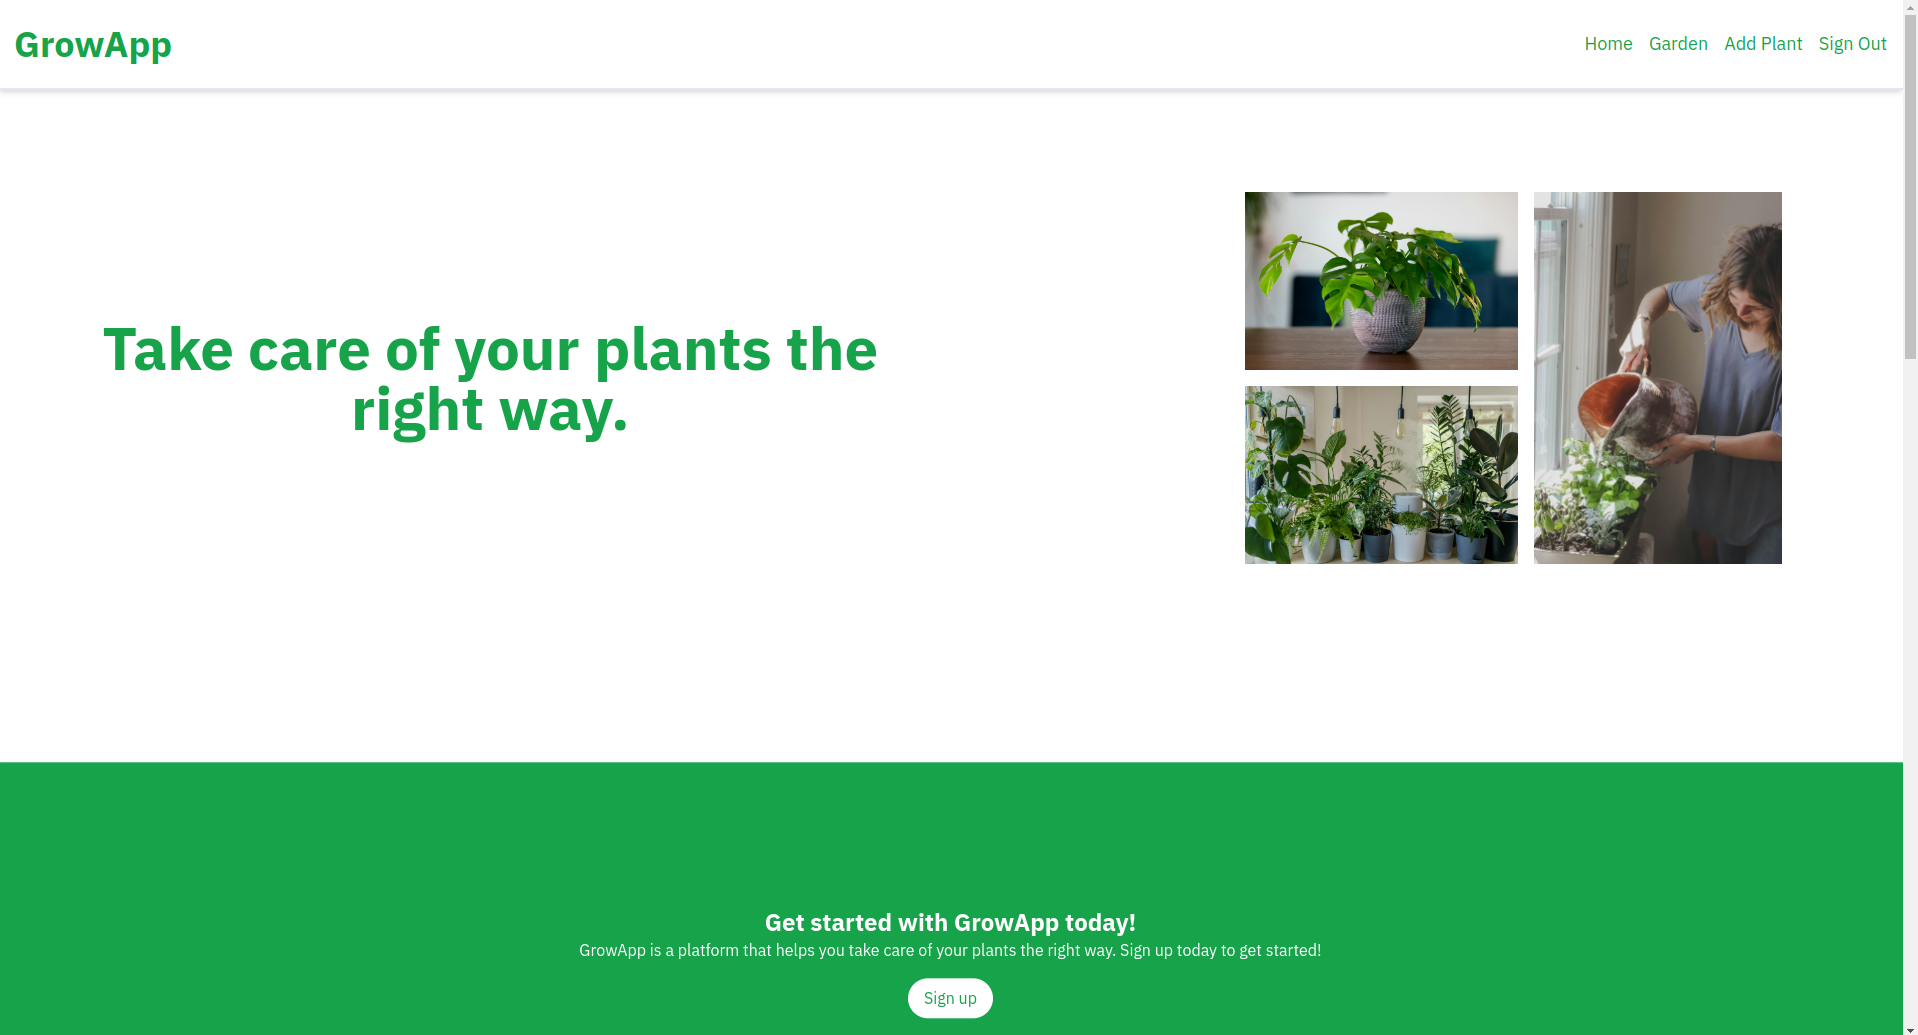 GrowApp
Home Garden Add Plant Sign Out
Take care of your plants the
right way.
Get started with GrowApp today!
GrowApp is a platform that helps you take care of your plants the right way. Sign up today to get started!
Sign up